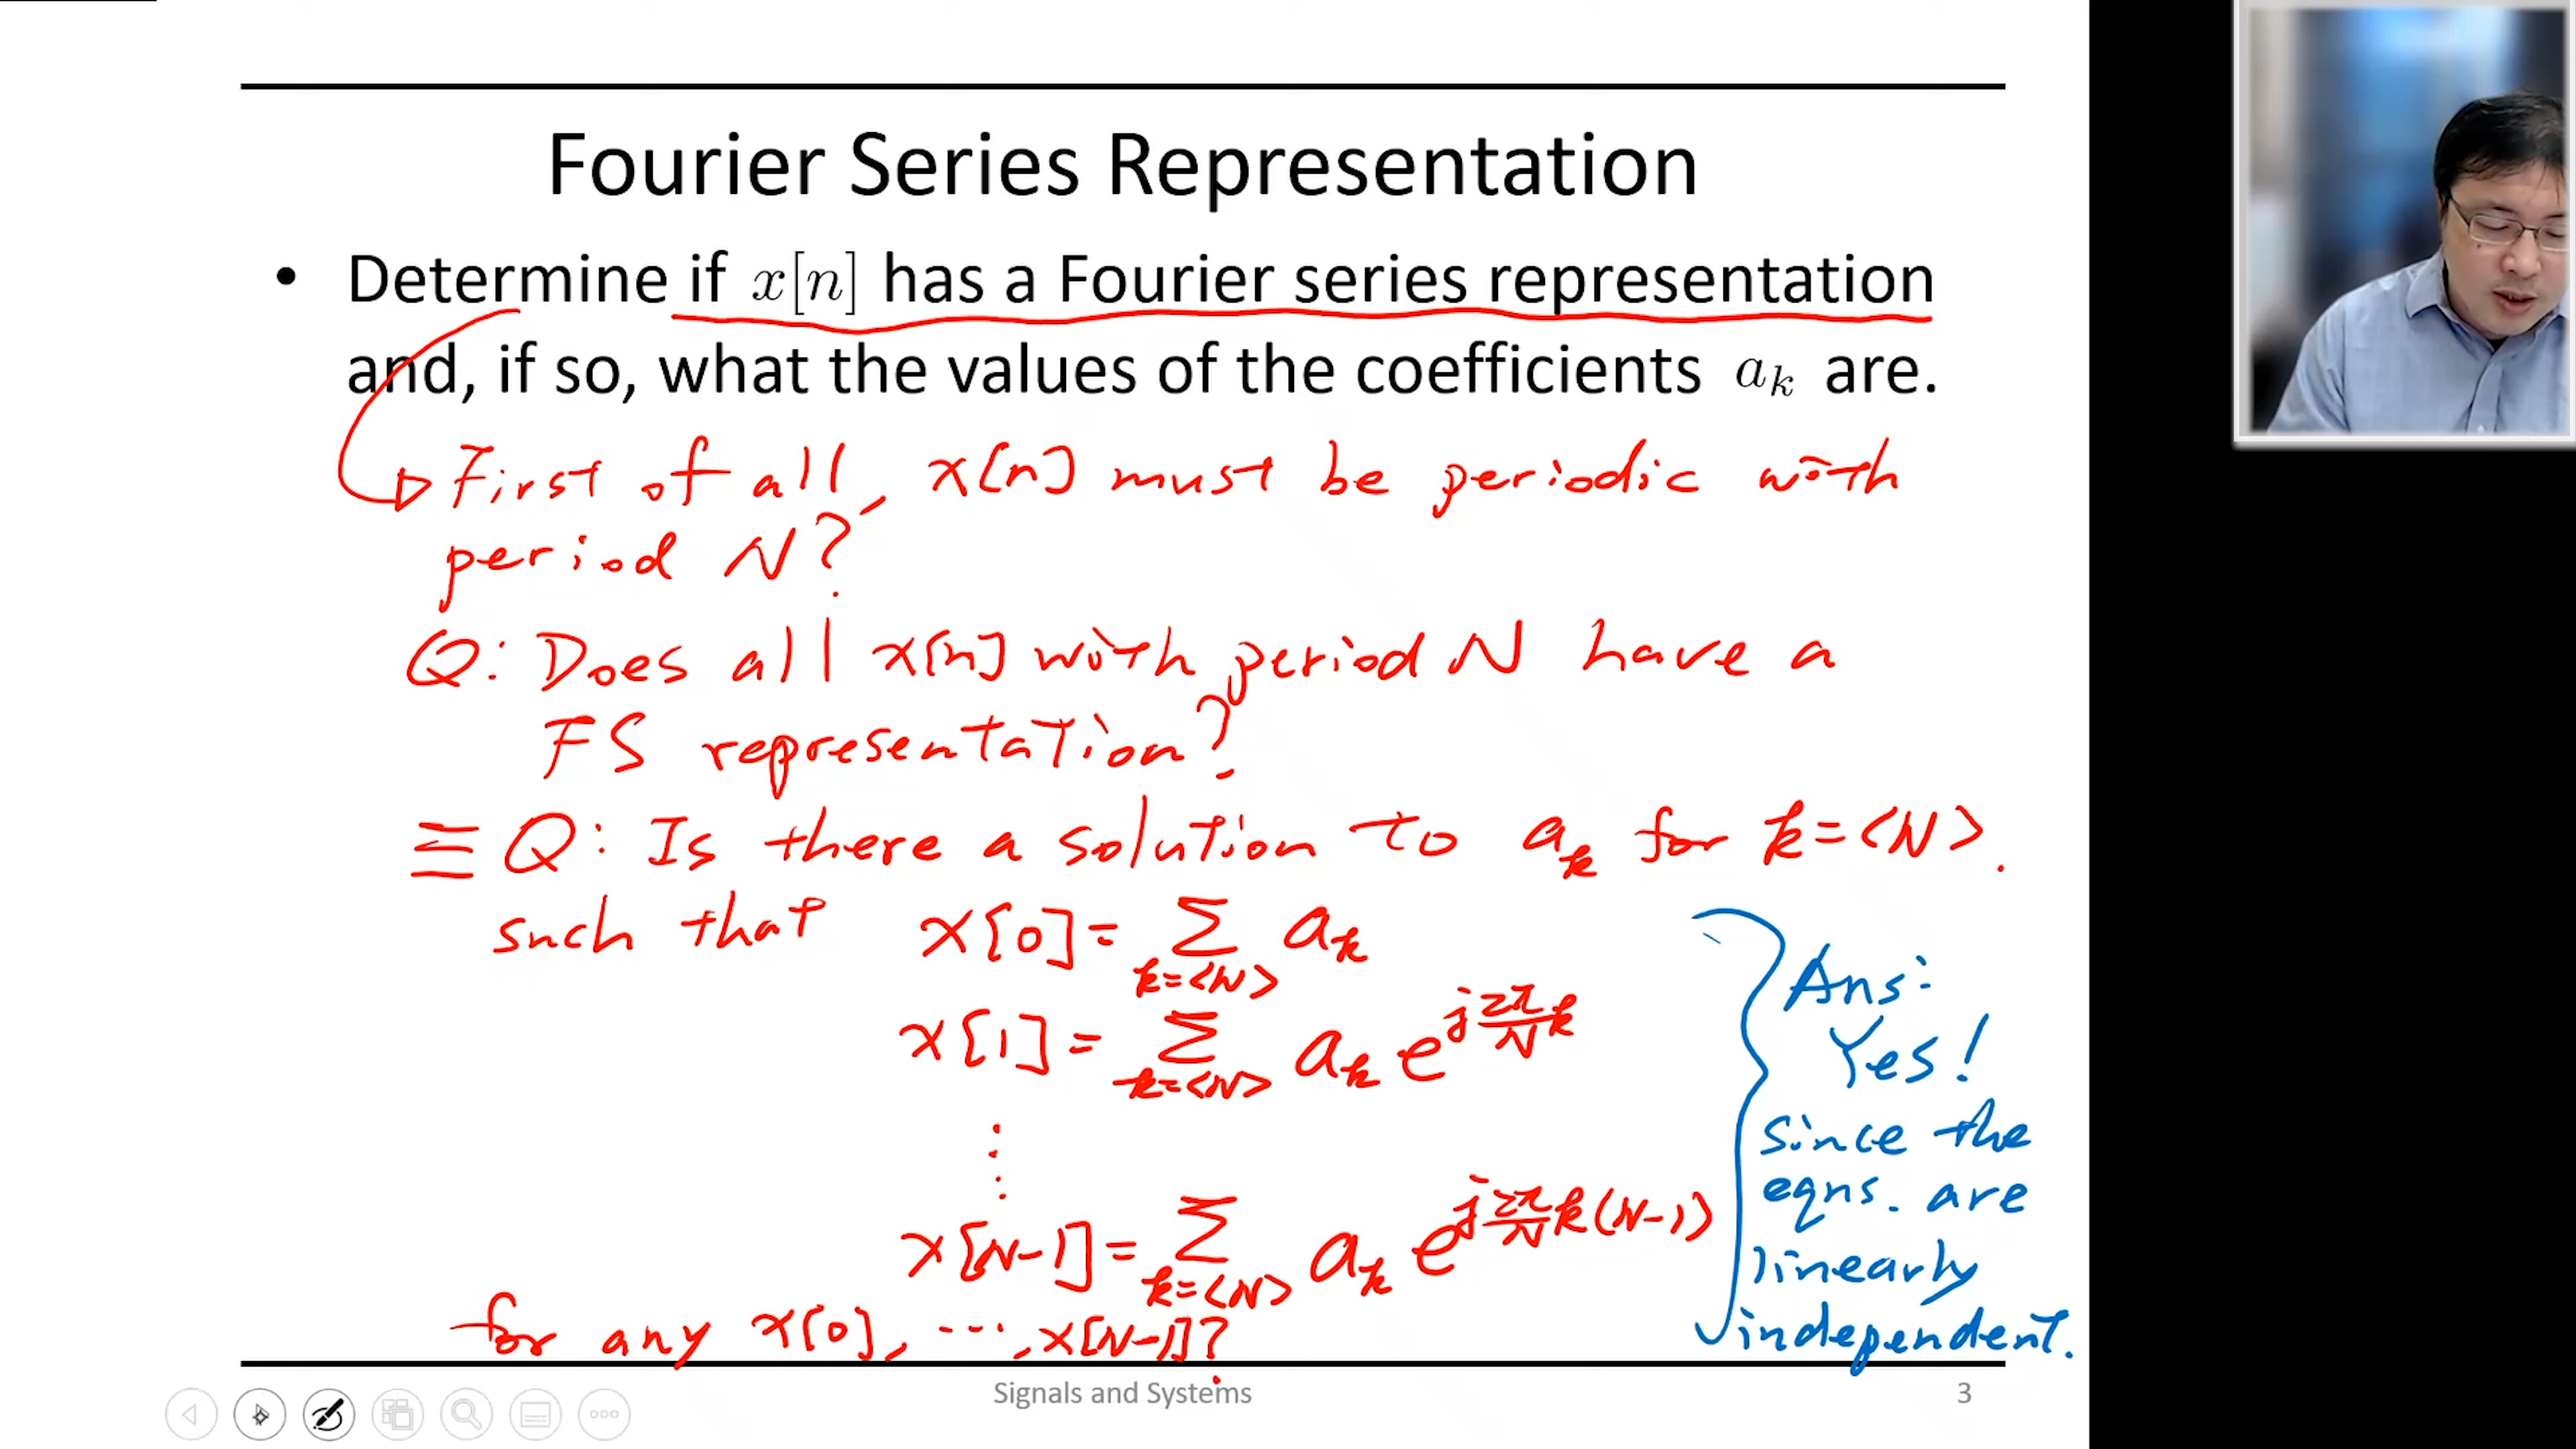 Fourier Series Representation
• Determine if x[n] has a Fourier series representation
and, if so, what the values of the coefficients a_k are.
First of all, x[n] must be periodic with
period N?
Q: Does all x[n] with period N have a
FS representation?
≡ Q: Is there a solution to a_k for k=<N>.
such that x[0] = Σ_{k=<N>} a_k
x[1] = Σ_{k=<N>} a_k e^{j 2π/N k}
⋮
x[N-1] = Σ_{k=<N>} a_k e^{j 2π/N k(N-1)}
for any x[0], ..., x[N-1]?
Ans:
Yes!
since the
eqns. are
linearly
independent.
Signals and Systems 3